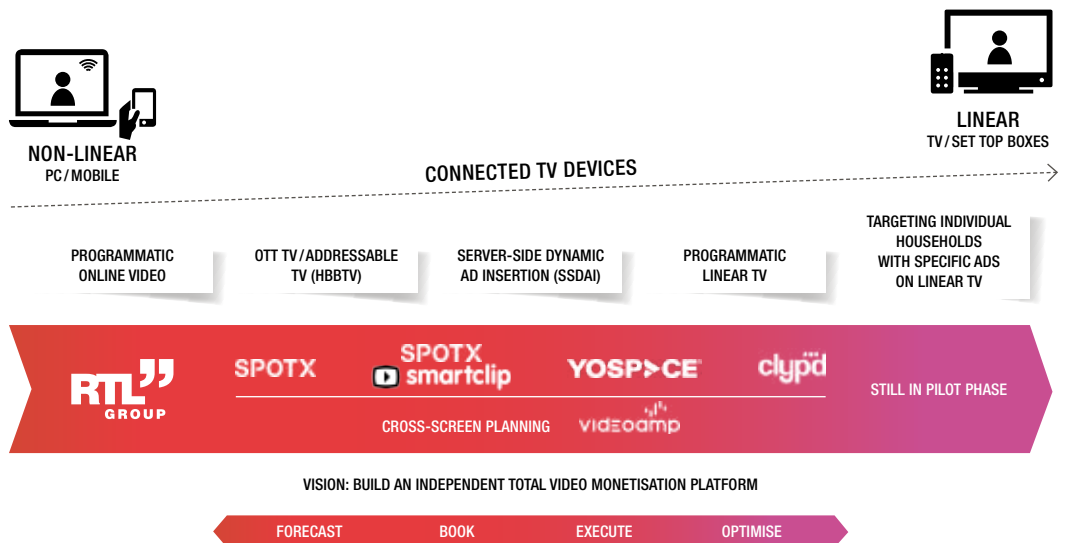 NON-LINEAR
PC/MOBILE
LINEAR
TV/SET TOP BOXES
CONNECTED TV DEVICES
PROGRAMMATIC
ONLINE VIDEO
OTT TV/ADDRESSABLE
TV (HBBTV)
SERVER-SIDE DYNAMIC
AD INSERTION (SSDAI)
PROGRAMMATIC
LINEAR TV
TARGETING INDIVIDUAL
HOUSEHOLDS
WITH SPECIFIC ADS
ON LINEAR TV
RTL
GROUP
SPOTX
SPOTX
smartclip
YOSPACE
clypd
STILL IN PILOT PHASE
CROSS-SCREEN PLANNING
videoamp
VISION: BUILD AN INDEPENDENT TOTAL VIDEO MONETISATION PLATFORM
FORECAST
BOOK
EXECUTE
OPTIMISE